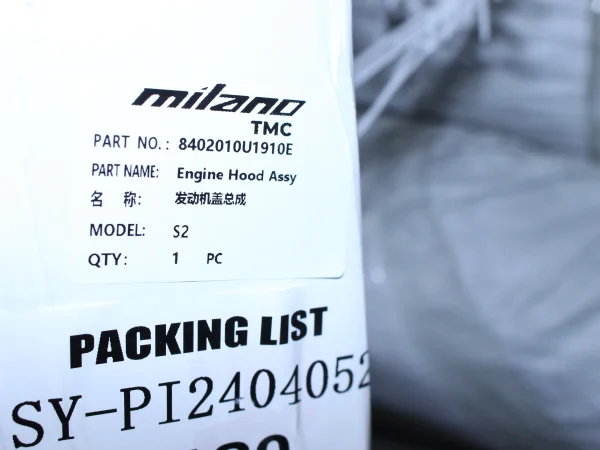 milano
TMC
PART NO.: 8402010U1910E
PART NAME: Engine Hood Assy
名 称: 发动机盖总成
MODEL: S2
QTY: 1 PC
PACKING LIST
SY-PI2404052